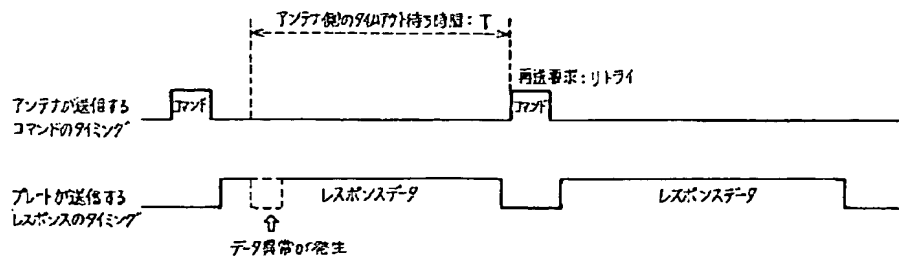 アンテナ側のタイムアウト待ち時間：T
再送要求：リトライ
アンテナが送信する
コマンドのタイミング
コマンド
コマンド
プレートが送信する
レスポンスのタイミング
レスポンスデータ
レスポンスデータ
データ異常が発生